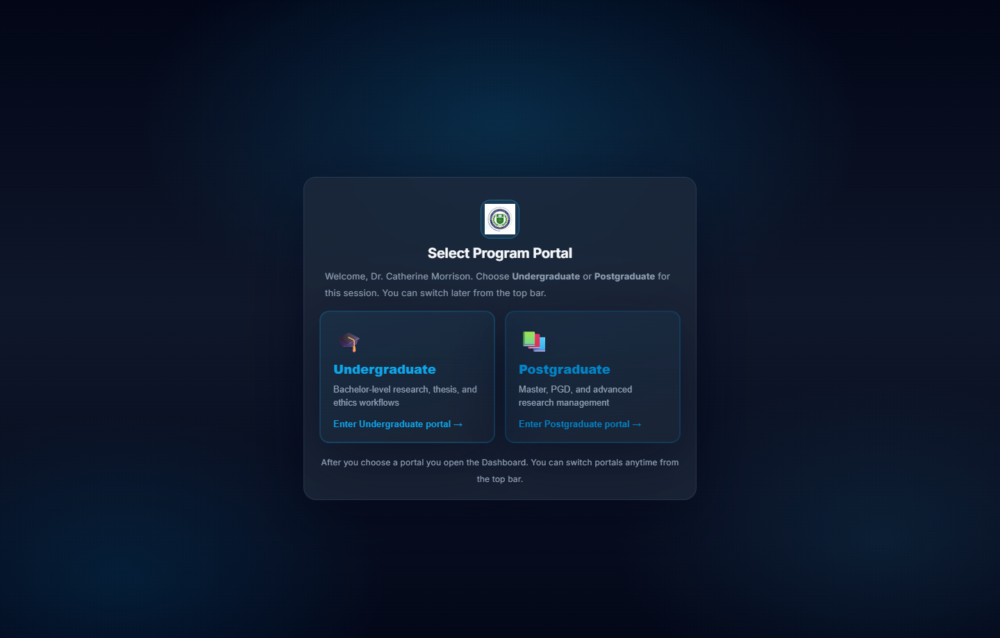 Select Program Portal
Welcome, Dr. Catherine Morrison. Choose Undergraduate or Postgraduate for
this session. You can switch later from the top bar.
Undergraduate
Bachelor-level research, thesis, and
ethics workflows
Enter Undergraduate portal →
Postgraduate
Master, PGD, and advanced
research management
Enter Postgraduate portal →
After you choose a portal you open the Dashboard. You can switch portals anytime from
the top bar.